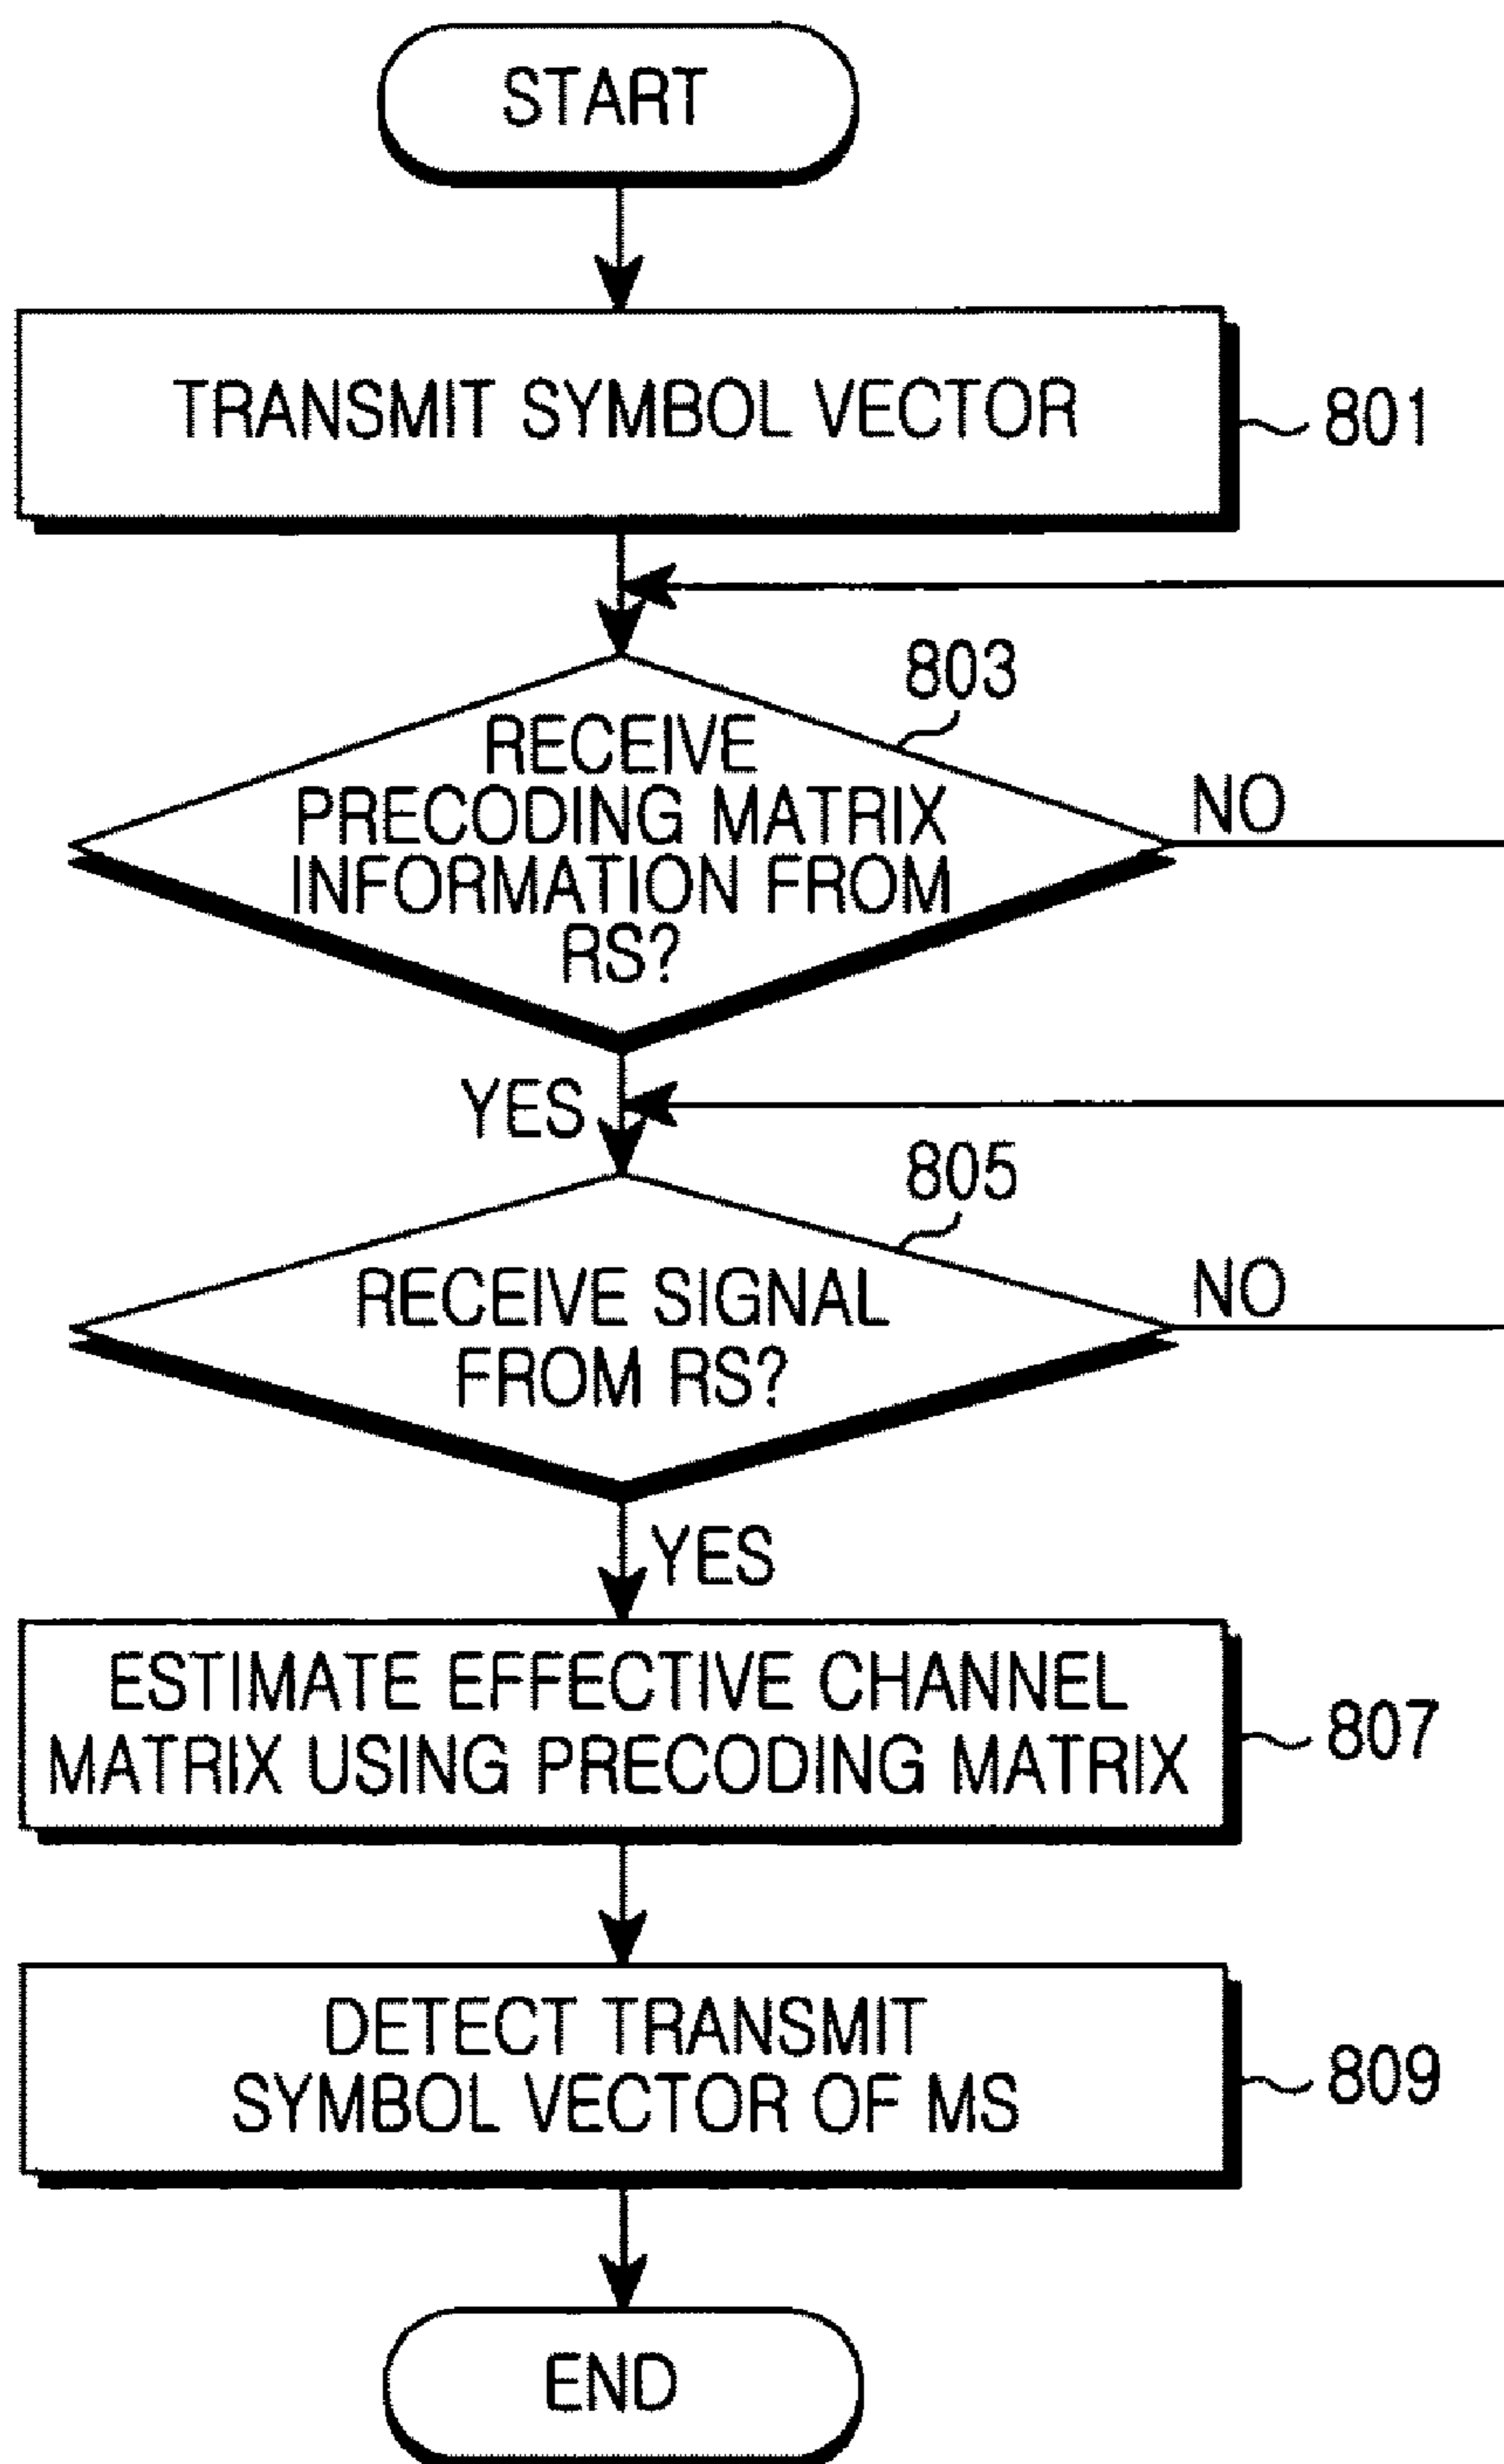 START
TRANSMIT SYMBOL VECTOR
801
803
RECEIVE
PRECODING MATRIX
INFORMATION FROM
RS?
NO
YES
805
RECEIVE SIGNAL
FROM RS?
NO
YES
ESTIMATE EFFECTIVE CHANNEL
MATRIX USING PRECODING MATRIX
807
DETECT TRANSMIT
SYMBOL VECTOR OF MS
809
END